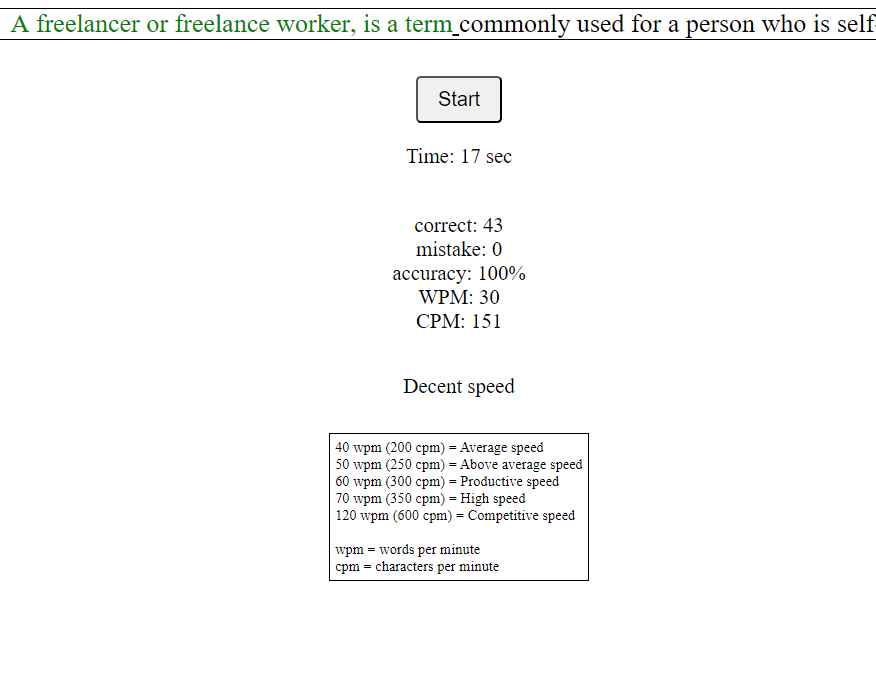 A freelancer or freelance worker, is a term commonly used for a person who is self-
Start
Time: 17 sec
correct: 43
mistake: 0
accuracy: 100%
WPM: 30
CPM: 151
Decent speed
40 wpm (200 cpm) = Average speed
50 wpm (250 cpm) = Above average speed
60 wpm (300 cpm) = Productive speed
70 wpm (350 cpm) = High speed
120 wpm (600 cpm) = Competitive speed
wpm = words per minute
cpm = characters per minute